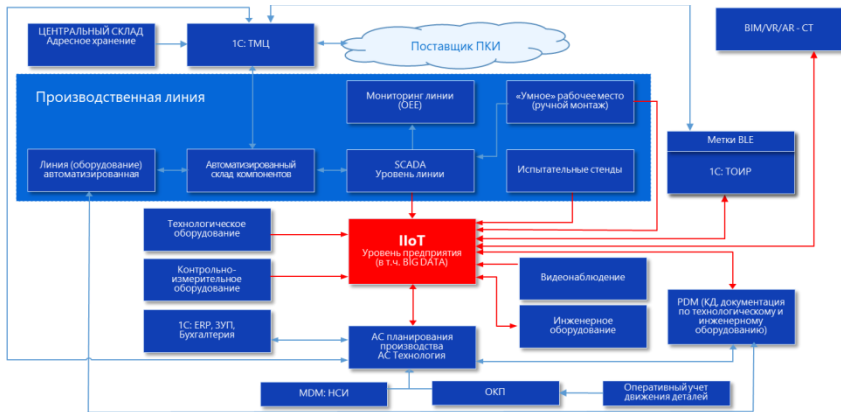 ЦЕНТРАЛЬНЫЙ СКЛАД
Адресное хранение
1С: ТМЦ
Поставщик ПКИ
BIM/VR/AR - СТ
Производственная линия
Мониторинг линии
(OEE)
«Умное» рабочее место
(ручной монтаж)
Линия (оборудование)
автоматизированная
Автоматизированный
склад компонентов
SCADA
Уровень линии
Испытательные стенды
Метки BLE
1С: ТОИР
Технологическое
оборудование
IIoT
Уровень предприятия
(в т.ч. BIG DATA)
Контрольно-
измерительное
оборудование
Видеонаблюдение
Инженерное
оборудование
PDM (КД, документация
по технологическому и
инженерному
оборудованию)
1С: ERP, ЗУП,
Бухгалтерия
АС планирования
производства
АС Технология
MDM: НСИ
ОКП
Оперативный учет
движения деталей